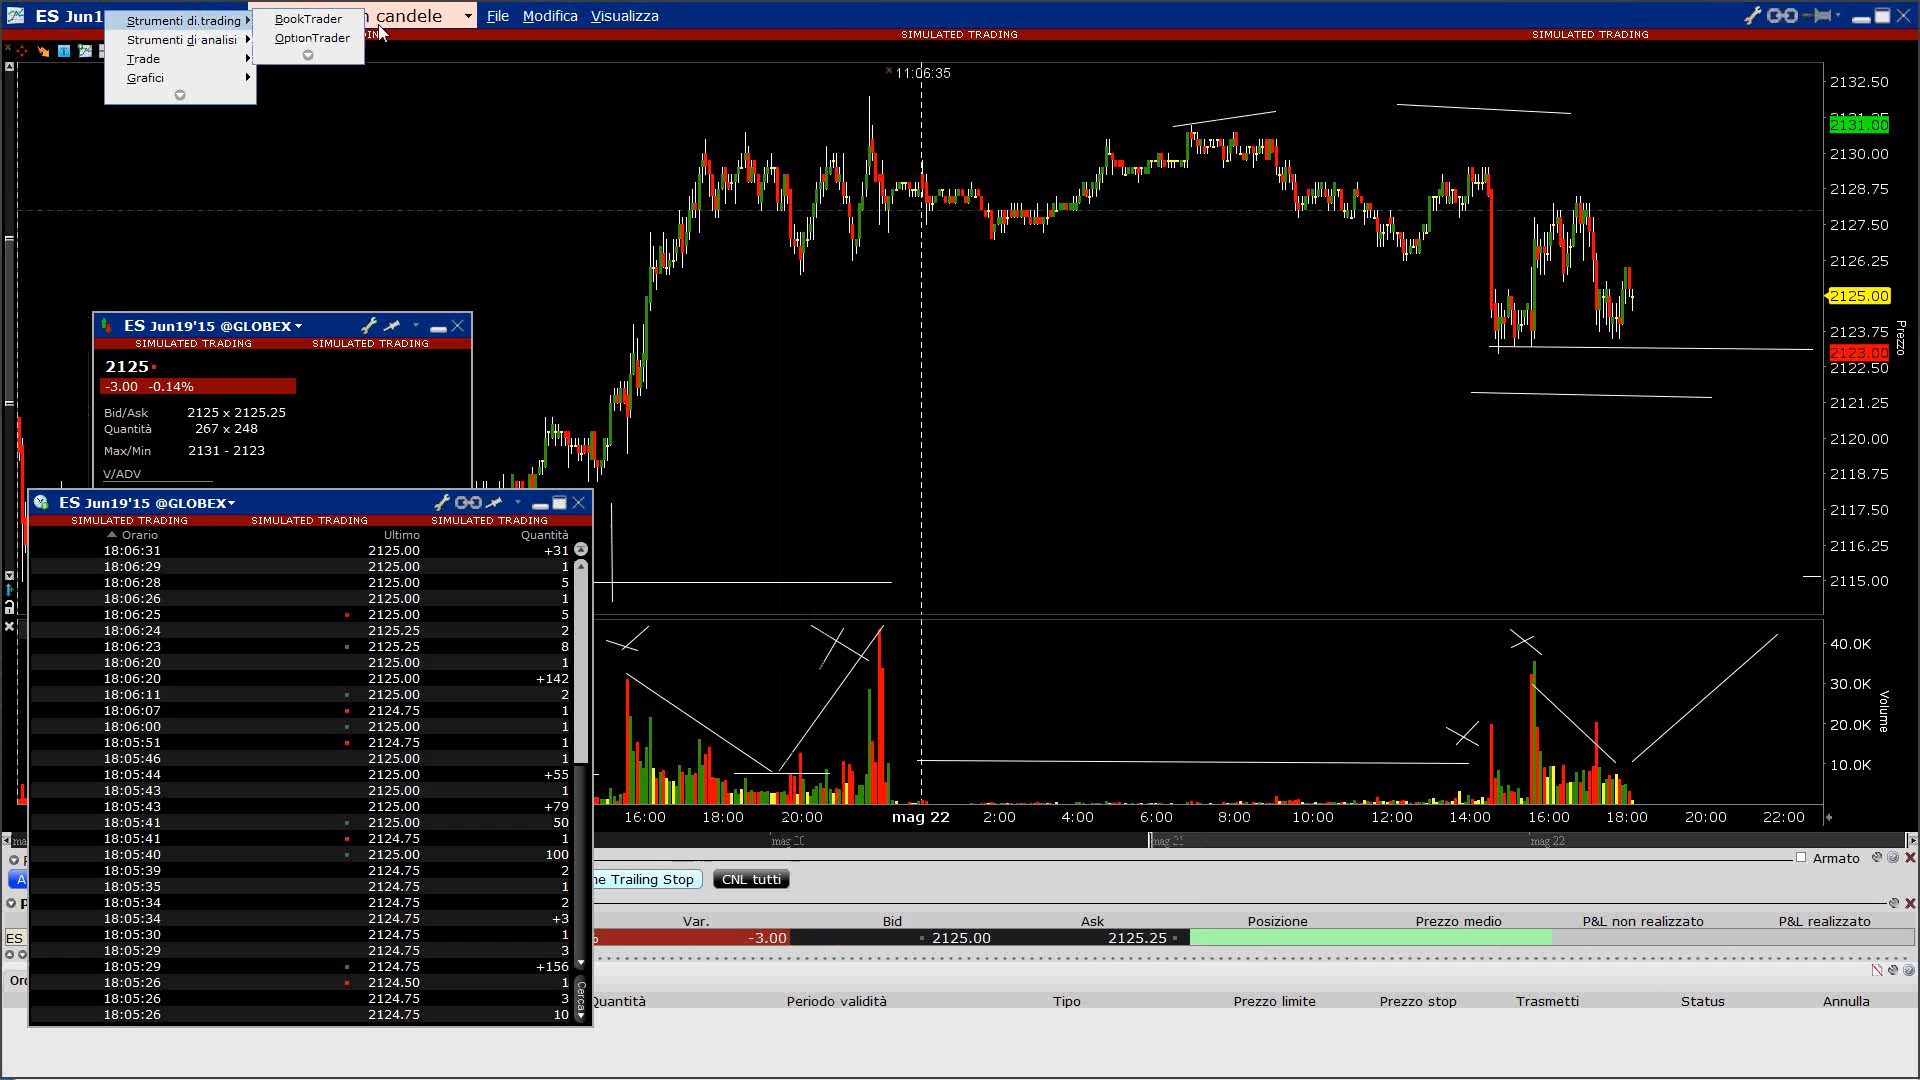 ES Jun1
n candele
File
Modifica
Visualizza
Strumenti di trading
Strumenti di analisi
Trade
Grafici
BookTrader
OptionTrader
SIMULATED TRADING
SIMULATED TRADING
11:06:35
2132.50
2131.00
2130.00
2128.75
2127.50
2126.25
2125.00
2123.75
2123.00
2122.50
2121.25
2120.00
2118.75
2117.50
2116.25
2115.00
Prezzo
40.0K
30.0K
20.0K
10.0K
Volume
16:00
18:00
20:00
mag 22
2:00
4:00
6:00
8:00
10:00
12:00
14:00
16:00
18:00
20:00
22:00
mag 20
mag 21
mag 22
ES Jun19'15 @GLOBEX
SIMULATED TRADING
SIMULATED TRADING
2125
-3.00 -0.14%
Bid/Ask 2125 x 2125.25
Quantità 267 x 248
Max/Min 2131 - 2123
V/ADV
ES Jun19'15 @GLOBEX
SIMULATED TRADING SIMULATED TRADING SIMULATED TRADING
Orario Ultimo Quantità
18:06:31 2125.00 +31
18:06:29 2125.00 1
18:06:28 2125.00 5
18:06:26 2125.00 1
18:06:25 2125.00 5
18:06:24 2125.25 2
18:06:23 2125.25 8
18:06:20 2125.00 1
18:06:20 2125.00 +142
18:06:11 2125.00 2
18:06:07 2124.75 1
18:06:00 2125.00 1
18:05:51 2124.75 1
18:05:46 2125.00 1
18:05:44 2125.00 +55
18:05:43 2125.00 1
18:05:43 2125.00 +79
18:05:41 2125.00 50
18:05:41 2124.75 1
18:05:40 2125.00 100
18:05:39 2124.75 2
18:05:35 2124.75 1
18:05:34 2124.75 2
18:05:34 2124.75 +3
18:05:30 2124.75 1
18:05:29 2124.75 3
18:05:29 2124.75 +156
18:05:26 2124.50 1
18:05:26 2124.75 3
18:05:26 2124.75 10
Cerca
Armato
ne Trailing Stop
CNL tutti
Var. Bid Ask Posizione Prezzo medio P&L non realizzato P&L realizzato
ES % -3.00 2125.00 2125.25
Ord
Quantità Periodo validità Tipo Prezzo limite Prezzo stop Trasmetti Status Annulla